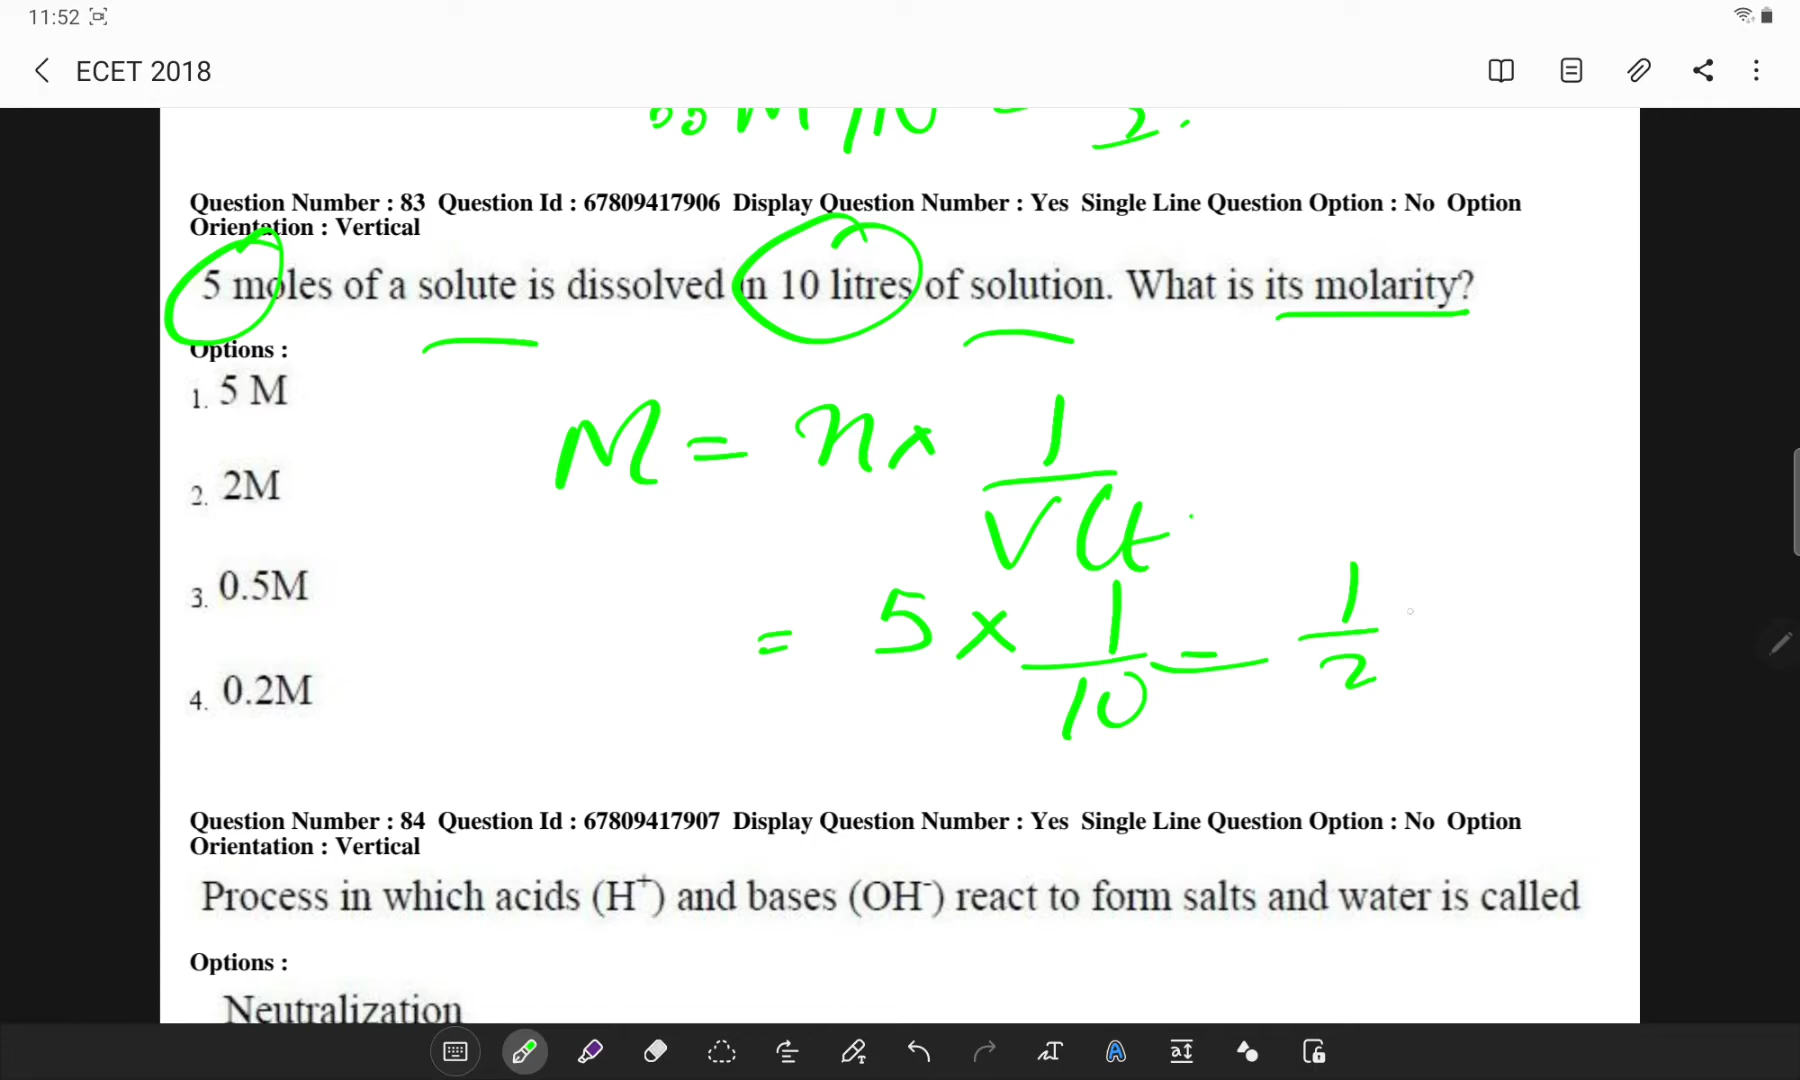 11:52
ECET 2018
M/10 = 1/2.
Question Number : 83 Question Id : 67809417906 Display Question Number : Yes Single Line Question Option : No Option
Orientation : Vertical
5 moles of a solute is dissolved in 10 litres of solution. What is its molarity?
Options :
1. 5 M
2. 2M
3. 0.5M
4. 0.2M
M = n × 1
V lt
= 5 × 1 = 1
10 2
Question Number : 84 Question Id : 67809417907 Display Question Number : Yes Single Line Question Option : No Option
Orientation : Vertical
Process in which acids (H⁺) and bases (OH⁻) react to form salts and water is called
Options :
Neutralization